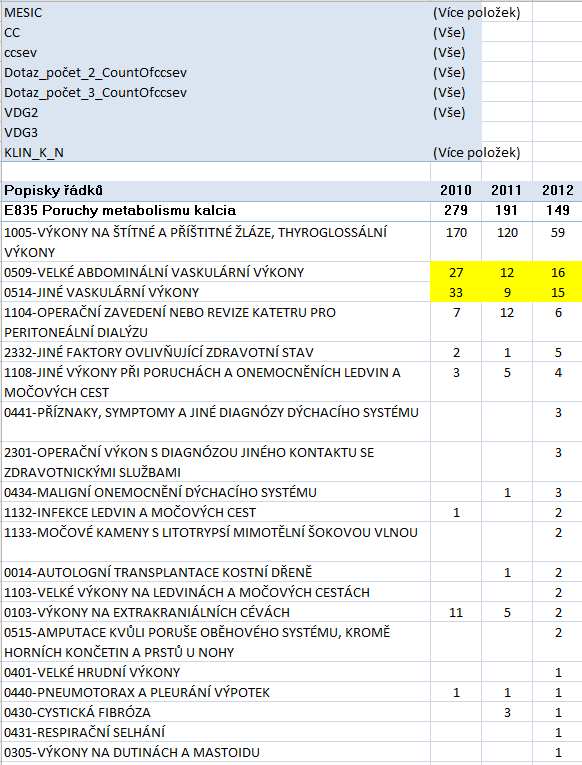 MESIC (Více položek)
CC (Vše)
ccsev (Vše)
Dotaz_počet_2_CountOfccsev (Vše)
Dotaz_počet_3_CountOfccsev (Vše)
VDG2 (Vše)
VDG3
KLIN_K_N (Více položek)
Popisky řádků 2010 2011 2012
E835 Poruchy metabolismu kalcia 279 191 149
1005-VÝKONY NA ŠTÍTNÉ A PŘÍŠTITNÉ ŽLÁZE, THYROGLOSSÁLNÍ 170 120 59
VÝKONY
0509-VELKÉ ABDOMINÁLNÍ VASKULÁRNÍ VÝKONY 27 12 16
0514-JINÉ VASKULÁRNÍ VÝKONY 33 9 15
1104-OPERAČNÍ ZAVEDENÍ NEBO REVIZE KATETRU PRO 7 12 6
PERITONEÁLNÍ DIALÝZU
2332-JINÉ FAKTORY OVLIVŇUJÍCÍ ZDRAVOTNÍ STAV 2 1 5
1108-JINÉ VÝKONY PŘI PORUCHÁCH A ONEMOCNĚNÍCH LEDVIN A 3 5 4
MOČOVÝCH CEST
0441-PŘÍZNAKY, SYMPTOMY A JINÉ DIAGNÓZY DÝCHACÍHO SYSTÉMU 3
2301-OPERAČNÍ VÝKON S DIAGNÓZOU JINÉHO KONTAKTU SE 3
ZDRAVOTNICKÝMI SLUŽBAMI
0434-MALIGNÍ ONEMOCNĚNÍ DÝCHACÍHO SYSTÉMU 1 3
1132-INFEKCE LEDVIN A MOČOVÝCH CEST 1 2
1133-MOČOVÉ KAMENY S LITOTRYPSÍ MIMOTĚLNÍ ŠOKOVOU VLNOU 2
0014-AUTOLOGNÍ TRANSPLANTACE KOSTNÍ DŘENĚ 1 2
1103-VELKÉ VÝKONY NA LEDVINÁCH A MOČOVÝCH CESTÁCH 2
0103-VÝKONY NA EXTRAKRANIÁLNÍCH CÉVÁCH 11 5 2
0515-AMPUTACE KVŮLI PORUŠE OBĚHOVÉHO SYSTÉMU, KROMĚ 2
HORNÍCH KONČETIN A PRSTŮ U NOHY
0401-VELKÉ HRUDNÍ VÝKONY 1
0440-PNEUMOTORAX A PLEURÁNÍ VÝPOTEK 1 1 1
0430-CYSTICKÁ FIBRÓZA 3 1
0431-RESPIRAČNÍ SELHÁNÍ 1
0305-VÝKONY NA DUTINÁCH A MASTOIDU 1